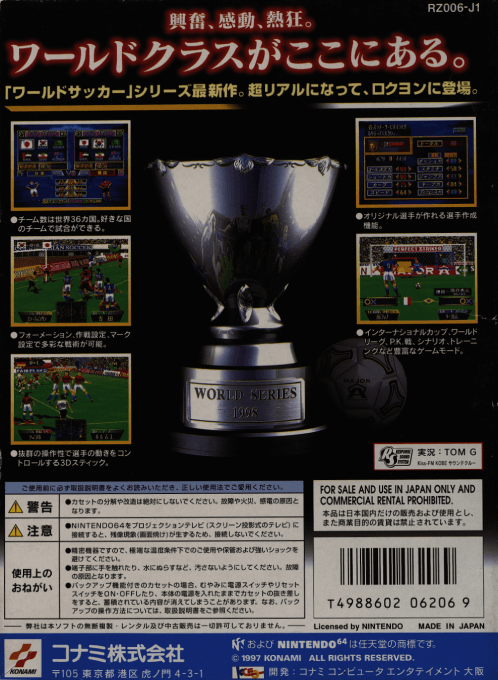 RZ006-J1
興奮、感動、熱狂。
ワールドクラスがここにある。
「ワールドサッカー」シリーズ最新作。超リアルになって、ロクヨンに登場。
●チーム数は世界36カ国。好きな国
のチームで試合ができる。
●フォーメーション、作戦設定、マーク
設定で多彩な戦術が可能。
●抜群の操作性で選手の動きをコン
トロールする3Dスティック。
●オリジナル選手が作れる選手作成
機能。
●インターナショナルカップ、ワールド
リーグ、P.K.戦、シナリオ、トレーニ
ングなど豊富なゲームモード。
WORLD SERIES
1998
MAJOR
実況：TOM G
Kiss-FM KOBE サウンドクルー
ご使用前に必ず取扱説明書をよくお読みいただき、正しい使用法でご愛用ください。
警告
●カセットの分解や改造は絶対にしないでください。故障や火災、感電の原因と
なります。
注意
●NINTENDO64をプロジェクションテレビ(スクリーン投影式のテレビ)に
接続すると、残像現象(画面焼け)が生ずるため、接続しないでください。
使用上の
おねがい
●精密機器ですので、極端な温度条件下でのご使用や保管および強いショックを
避けてください。
●端子部に手を触れたり、水にぬらすなど、汚さないようにしてください。故障
の原因となります。
●バックアップ機能付きのカセットの場合、むやみに電源スイッチやリセット
スイッチをON・OFFしたり、本体の電源を入れたままでカセットの抜き差し
をすると、蓄積されている内容が消えてしまうことがあります。なお、バック
アップの操作方法については、取扱説明書をご参照ください。
弊社は本ソフトの無断複製・レンタル及び中古販売は一切許可しておりません。
FOR SALE AND USE IN JAPAN ONLY AND
COMMERCIAL RENTAL PROHIBITED.
本品は日本国内だけの販売および使用とし、
また商業目的の賃貸は禁止されています。
T4988602 06206 9
Licensed by NINTENDO MADE IN JAPAN
KONAMI
コナミ株式会社
〒105 東京都港区虎ノ門4-3-1
および NINTENDO64 は任天堂の商標です。
© 1997 KONAMI ALL RIGHTS RESERVED.
開発：コナミ コンピュータ エンタテイメント 大阪